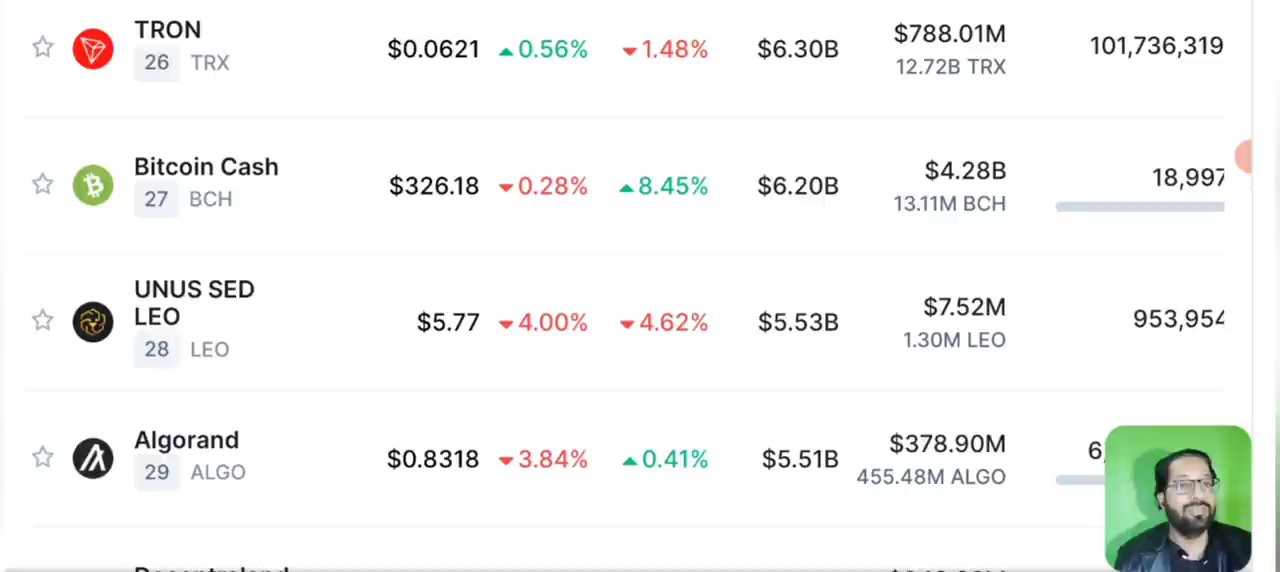 TRON
26 TRX
$0.0621 0.56% 1.48% $6.30B $788.01M 101,736,319
12.72B TRX
Bitcoin Cash
27 BCH
$326.18 0.28% 8.45% $6.20B $4.28B 18,997
13.11M BCH
UNUS SED
LEO
28 LEO
$5.77 4.00% 4.62% $5.53B $7.52M 953,954
1.30M LEO
Algorand
29 ALGO
$0.8318 3.84% 0.41% $5.51B $378.90M 6,
455.48M ALGO